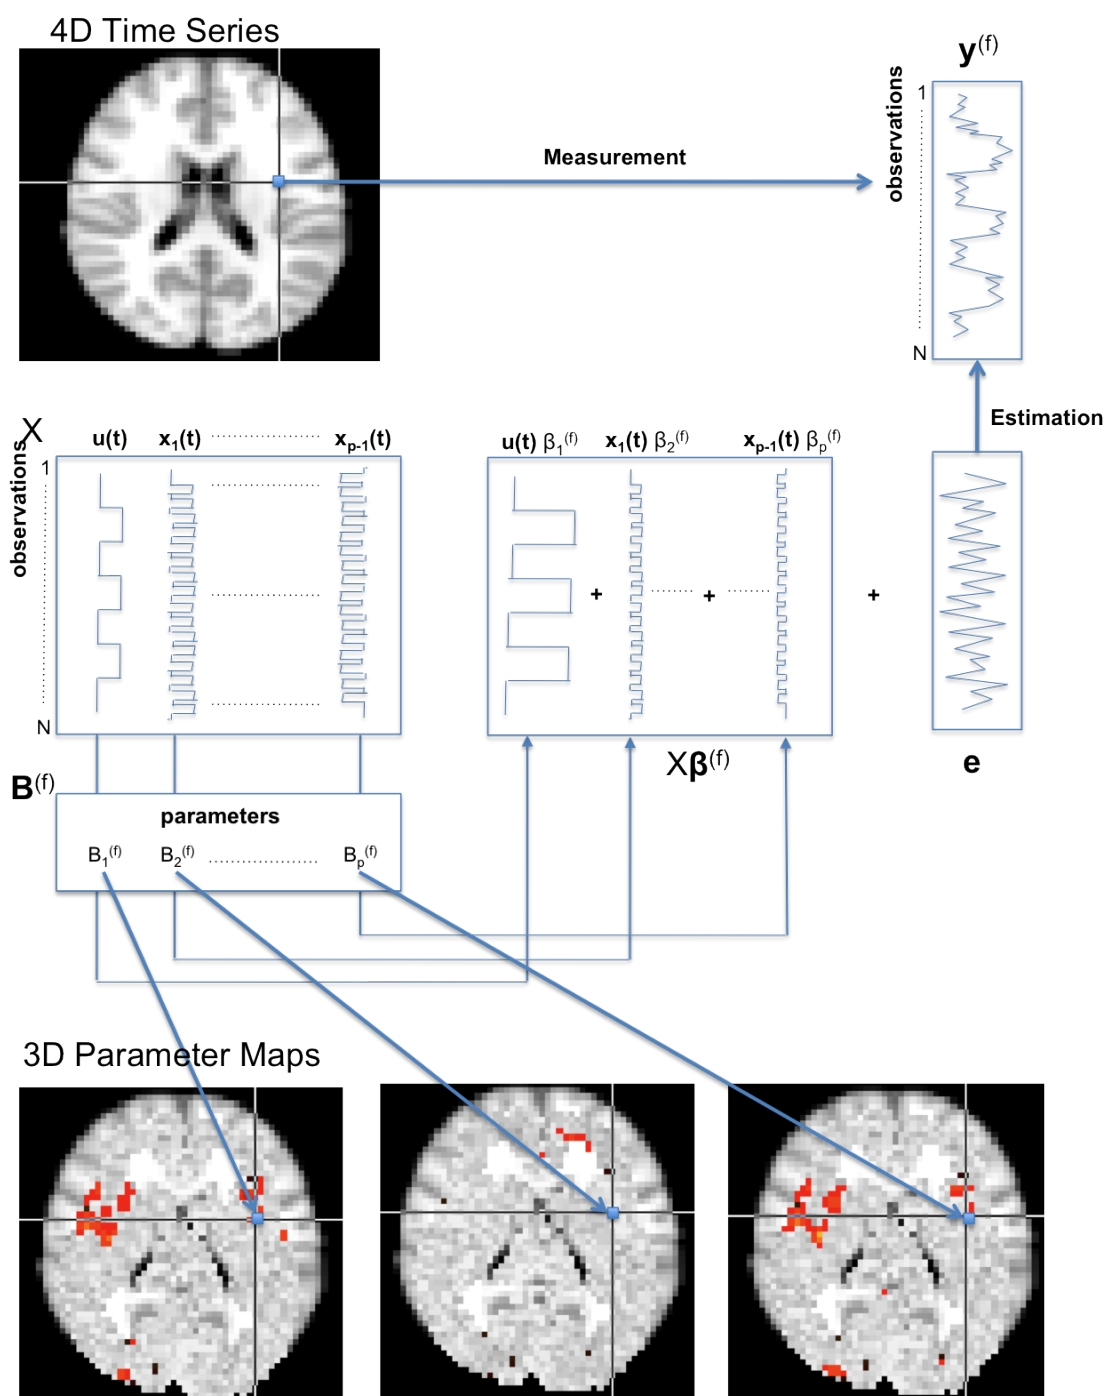 4D Time Series
y(f)
observations
1
N
Measurement
Estimation
X
u(t) x1(t) xp-1(t)
observations
1
N
u(t) β1(f) x1(t) β2(f) xp-1(t) βp(f)
+ + +
Xβ(f)
e
B(f)
parameters
B1(f) B2(f) Bp(f)
3D Parameter Maps